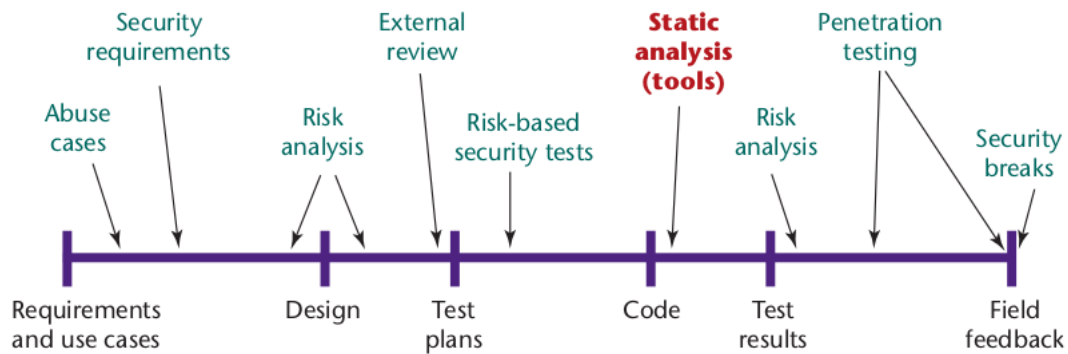 Security
requirements
External
review
Static
analysis
(tools)
Penetration
testing
Abuse
cases
Risk
analysis
Risk-based
security tests
Risk
analysis
Security
breaks
Requirements
and use cases
Design
Test
plans
Code
Test
results
Field
feedback